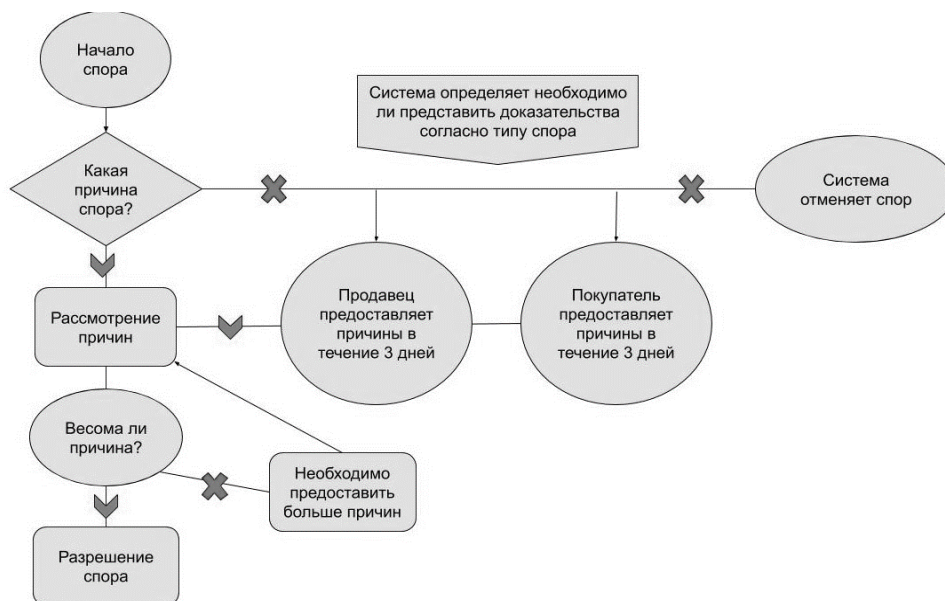 Начало
спора
Система определяет необходимо
ли представить доказательства
согласно типу спора
Какая
причина
спора?
Система
отменяет спор
Рассмотрение
причин
Продавец
предоставляет
причины в
течение 3 дней
Покупатель
предоставляет
причины в
течение 3 дней
Весома ли
причина?
Необходимо
предоставить
больше причин
Разрешение
спора